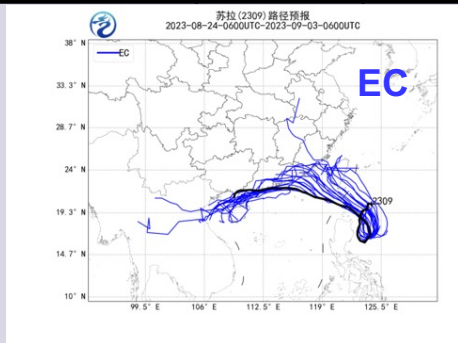 苏拉(2309)路径预报
2023-08-24-0600UTC-2023-09-03-0600UTC
38° N
EC
EC
33.3° N
28.7° N
24° N
2309
19.3° N
14.7° N
10° N
99.5° E
106° E
112.5° E
119° E
125.5° E